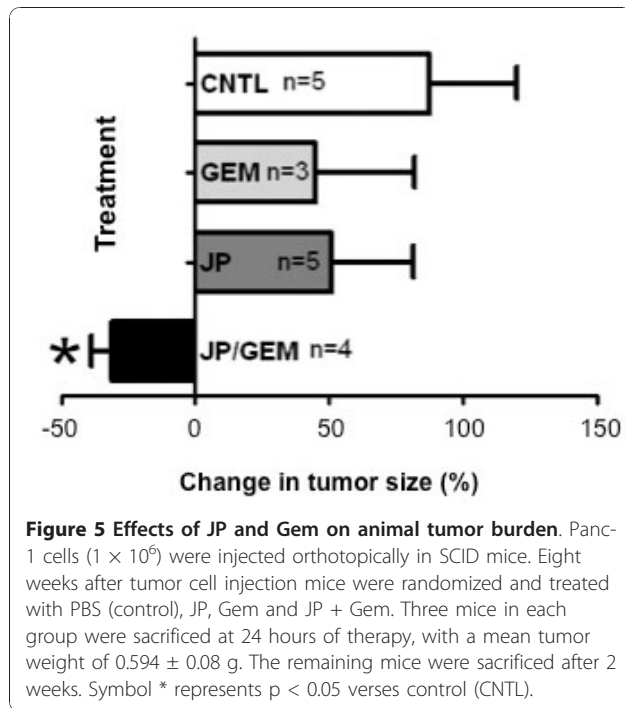 Treatment
CNTL n=5
GEM n=3
JP n=5
* JP/GEM n=4
-50 0 50 100 150
Change in tumor size (%)
Figure 5 Effects of JP and Gem on animal tumor burden. Panc-
1 cells (1 × 10⁶) were injected orthotopically in SCID mice. Eight
weeks after tumor cell injection mice were randomized and treated
with PBS (control), JP, Gem and JP + Gem. Three mice in each
group were sacrificed at 24 hours of therapy, with a mean tumor
weight of 0.594 ± 0.08 g. The remaining mice were sacrificed after 2
weeks. Symbol * represents p < 0.05 verses control (CNTL).